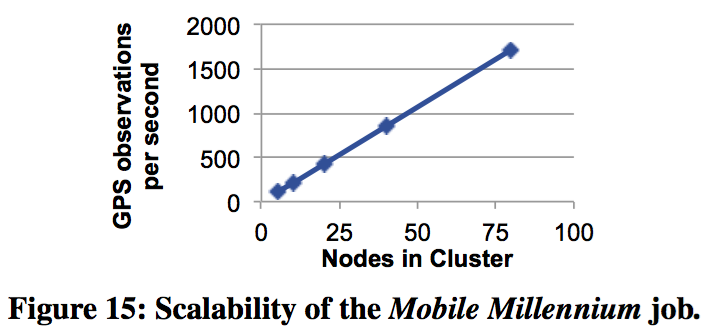 GPS observations
per second
2000
1500
1000
500
0
0 25 50 75 100
Nodes in Cluster
Figure 15: Scalability of the Mobile Millennium job.